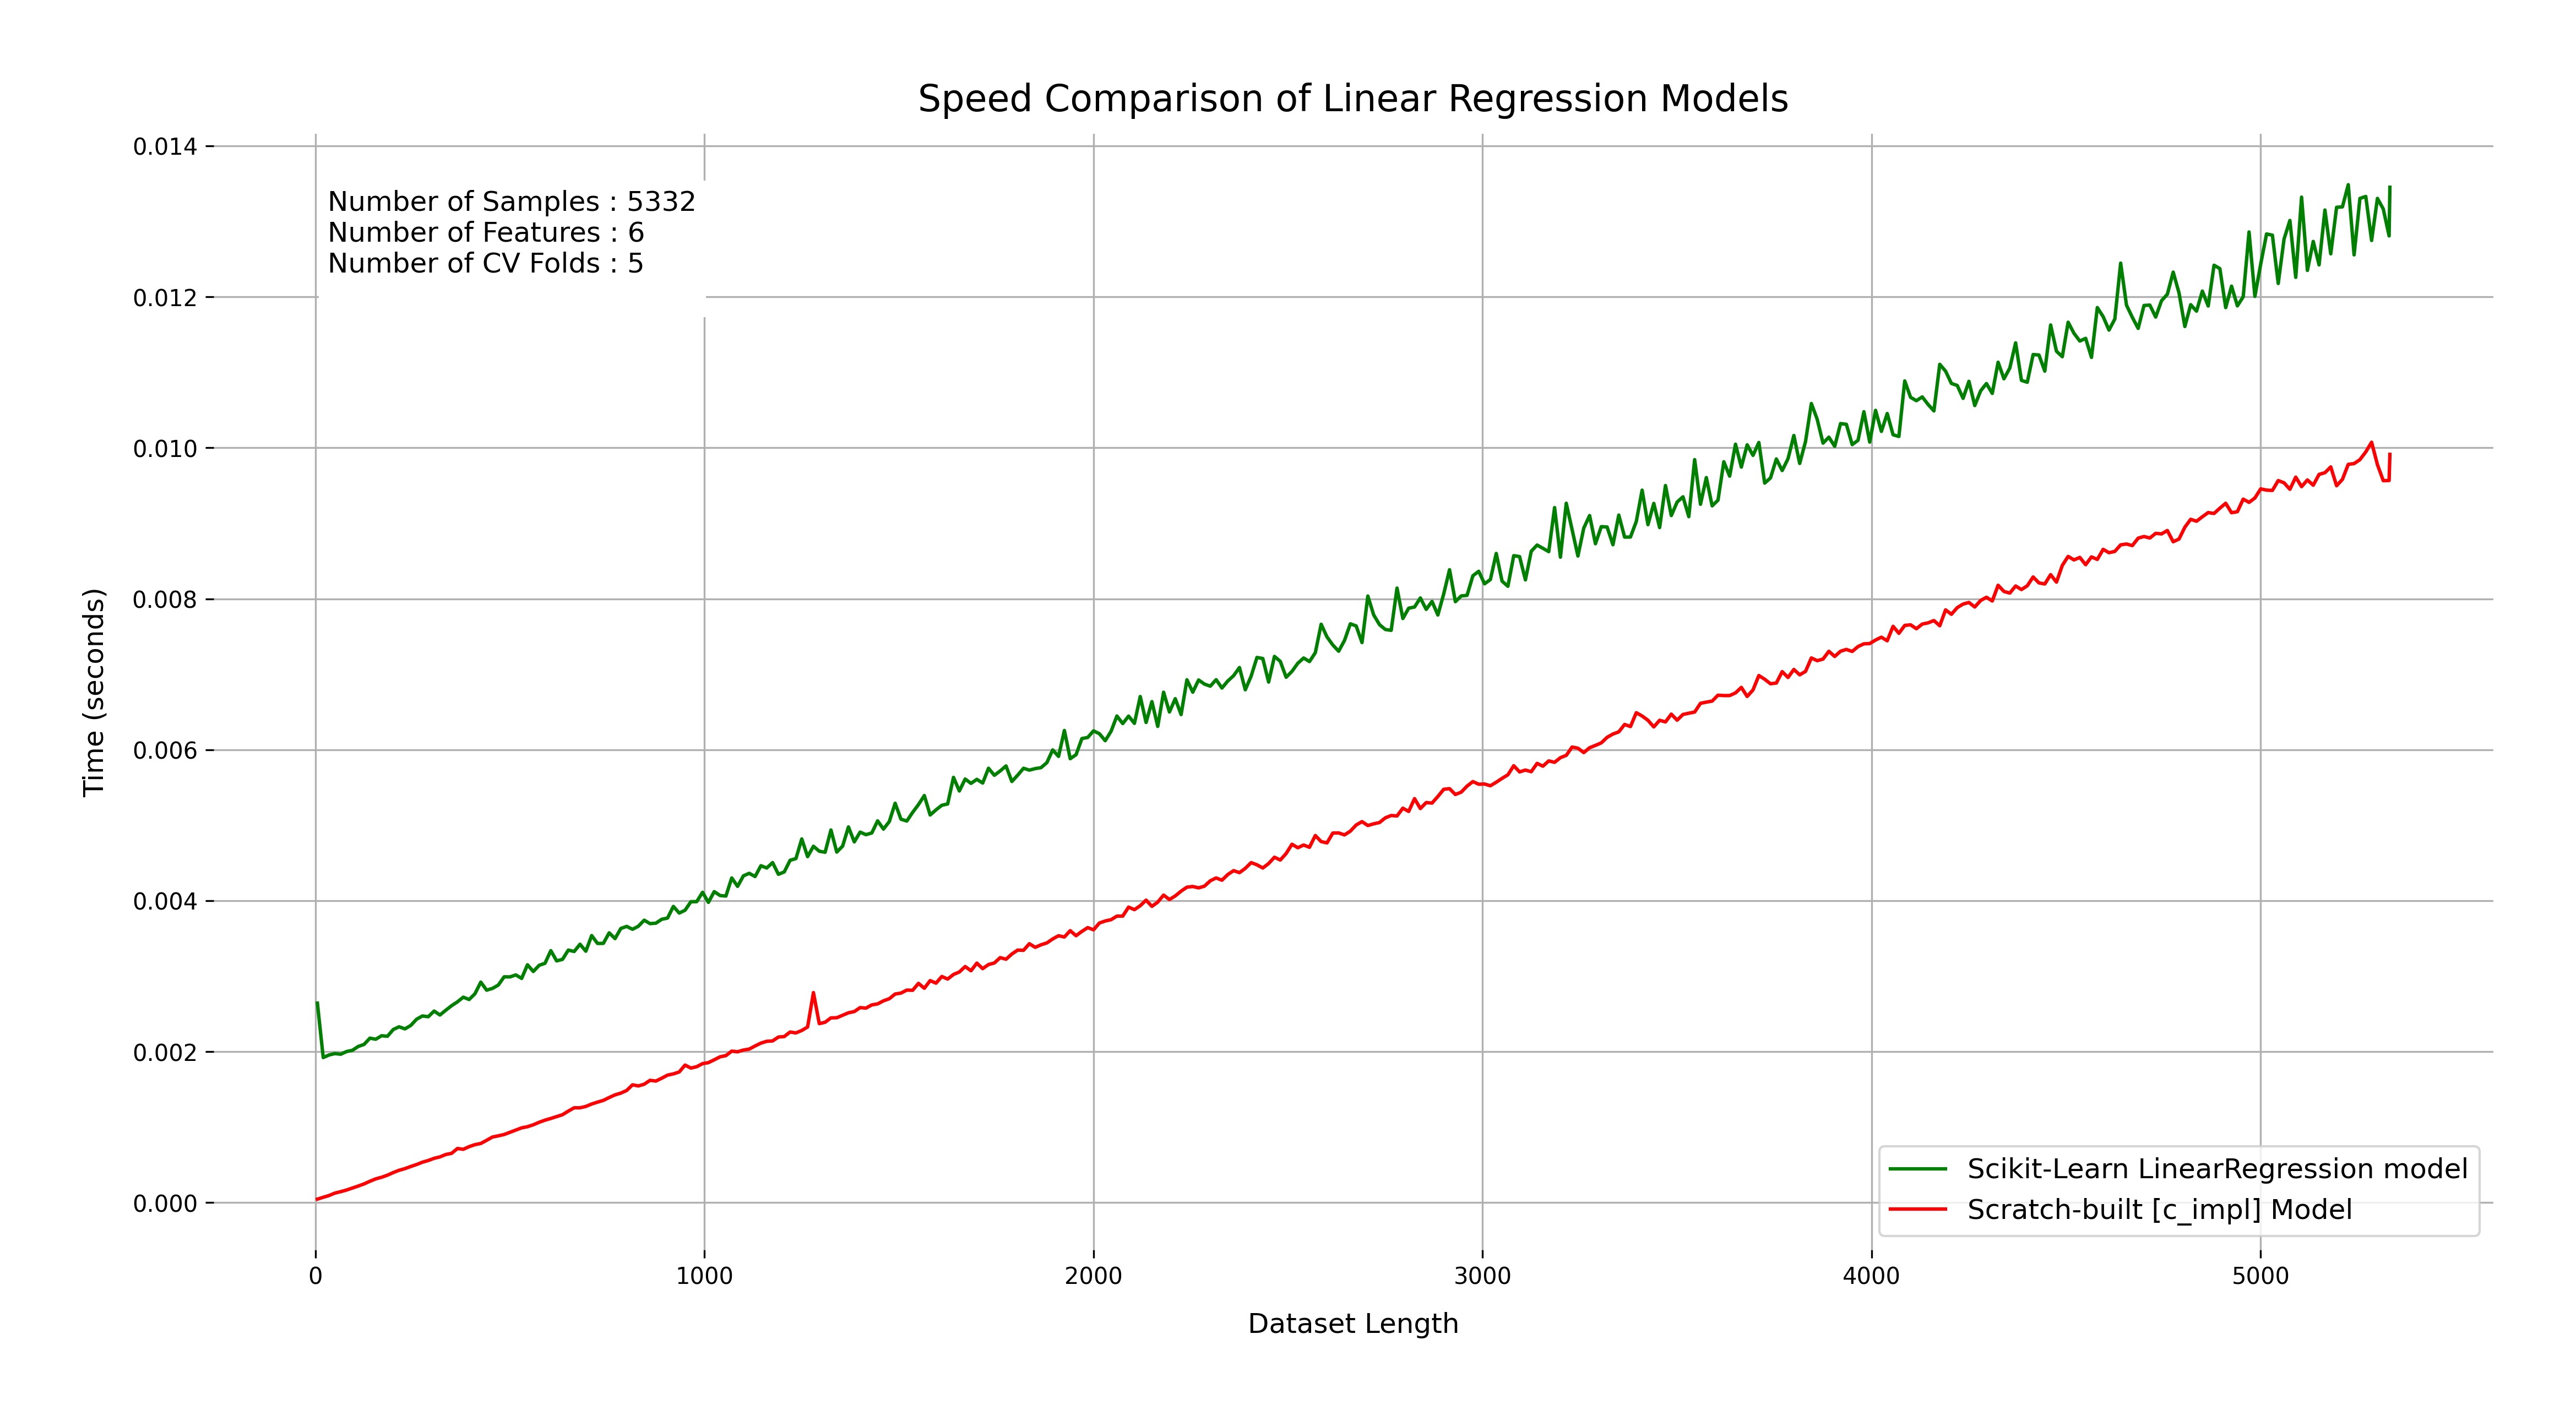 Speed Comparison of Linear Regression Models
0.014
Number of Samples : 5332
Number of Features : 6
Number of CV Folds : 5
0.012
0.010
0.008
Time (seconds)
0.006
0.004
0.002
Scikit-Learn LinearRegression model
0.000
Scratch-built [c_impl] Model
0 1000 2000 3000 4000 5000
Dataset Length